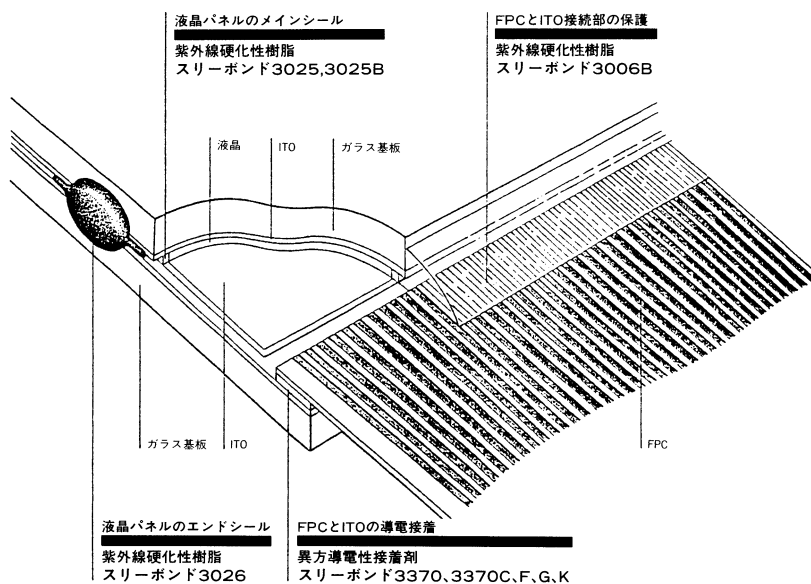 液晶パネルのメインシール
紫外線硬化性樹脂
スリーボンド3025,3025B
FPCとITO接続部の保護
紫外線硬化性樹脂
スリーボンド3006B
液晶
ITO
ガラス基板
ガラス基板
ITO
FPC
液晶パネルのエンドシール
紫外線硬化性樹脂
スリーボンド3026
FPCとITOの導電接着
異方導電性接着剤
スリーボンド3370、3370C、F、G、K